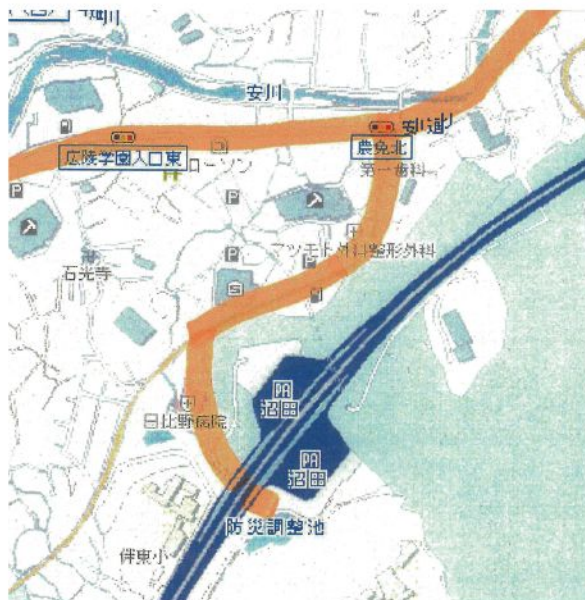 安川
農免北
広陵学園入口東
ローソン
第一歯科
マツモト外科整形外科
石光寺
PA
沼田
日比野病院
PA
沼田
防災調整池
伴東小